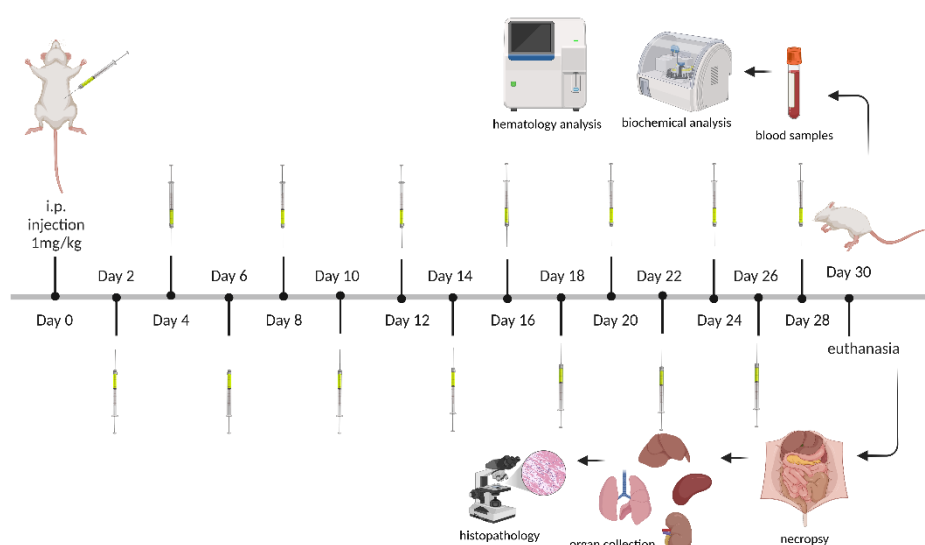 hematology analysis
biochemical analysis
blood samples
i.p.
injection
1mg/kg
Day 2
Day 6
Day 10
Day 14
Day 18
Day 22
Day 26
Day 30
Day 0
Day 4
Day 8
Day 12
Day 16
Day 20
Day 24
Day 28
euthanasia
histopathology
organ collection
necropsy